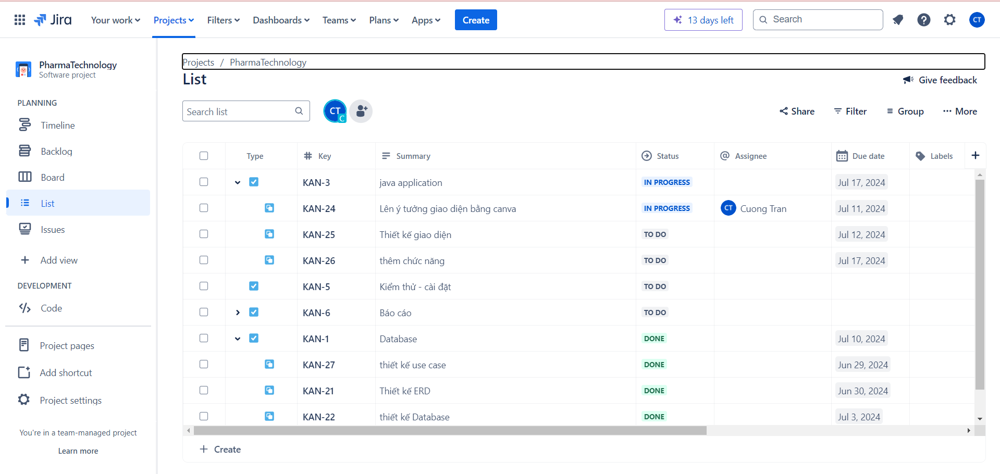 Jira Your work Projects Filters Dashboards Teams Plans Apps Create 13 days left Search CT
PharmaTechnology
Software project
PLANNING
Timeline
Backlog
Board
List
Issues
Add view
DEVELOPMENT
Code
Project pages
Add shortcut
Project settings
You're in a team-managed project
Learn more
Projects / PharmaTechnology
List
Give feedback
Search list CT C Share Filter Group More
Type Key Summary Status Assignee Due date Labels
KAN-3 java application IN PROGRESS Jul 17, 2024
KAN-24 Lên ý tưởng giao diện bằng canva IN PROGRESS CT Cuong Tran Jul 11, 2024
KAN-25 Thiết kế giao diện TO DO Jul 12, 2024
KAN-26 thêm chức năng TO DO Jul 17, 2024
KAN-5 Kiểm thử - cài đặt TO DO
KAN-6 Báo cáo TO DO
KAN-1 Database DONE Jul 10, 2024
KAN-27 thiết kế use case DONE Jun 29, 2024
KAN-21 Thiết kế ERD DONE Jun 30, 2024
KAN-22 thiết kế Database DONE Jul 3, 2024
Create